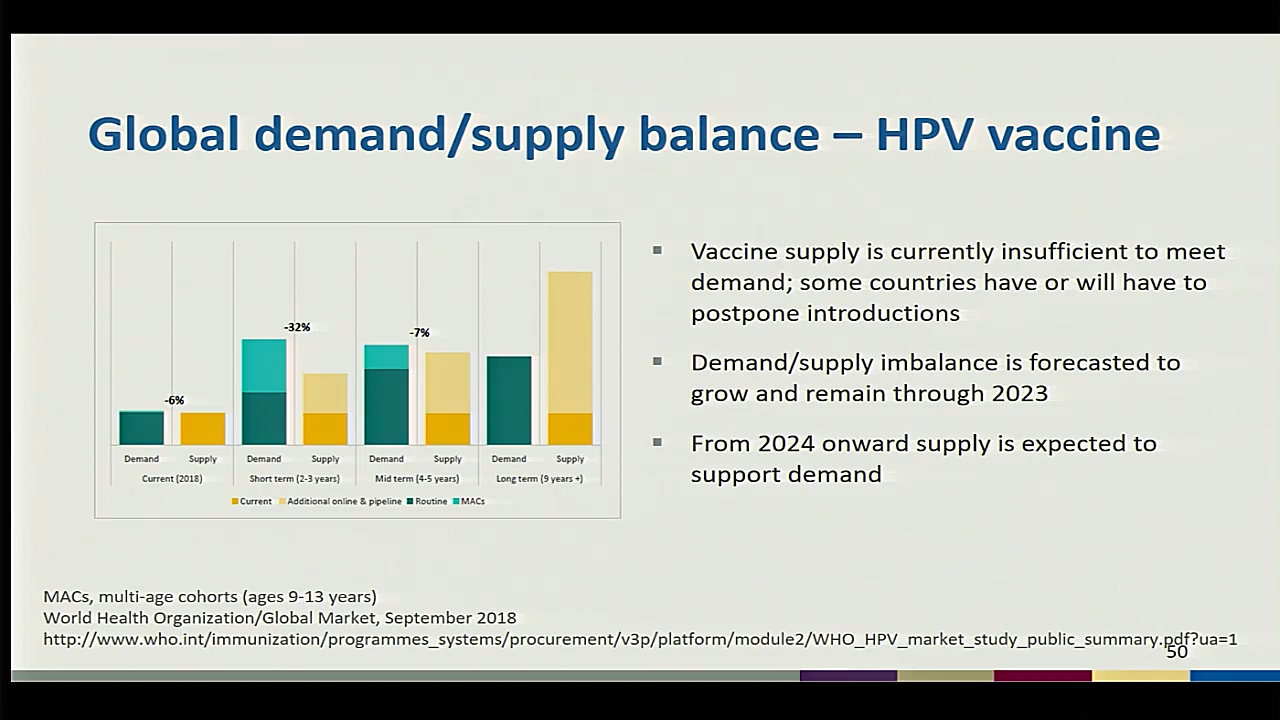 Global demand/supply balance – HPV vaccine
-6%
-32%
-7%
Demand Supply Demand Supply Demand Supply Demand Supply
Current (2018) Short term (2-3 years) Mid term (4-5 years) Long term (9 years +)
Current Additional online & pipeline Routine MACs
Vaccine supply is currently insufficient to meet
demand; some countries have or will have to
postpone introductions
Demand/supply imbalance is forecasted to
grow and remain through 2023
From 2024 onward supply is expected to
support demand
MACs, multi-age cohorts (ages 9-13 years)
World Health Organization/Global Market, September 2018
http://www.who.int/immunization/programmes_systems/procurement/v3p/platform/module2/WHO_HPV_market_study_public_summary.pdf?ua=1
50